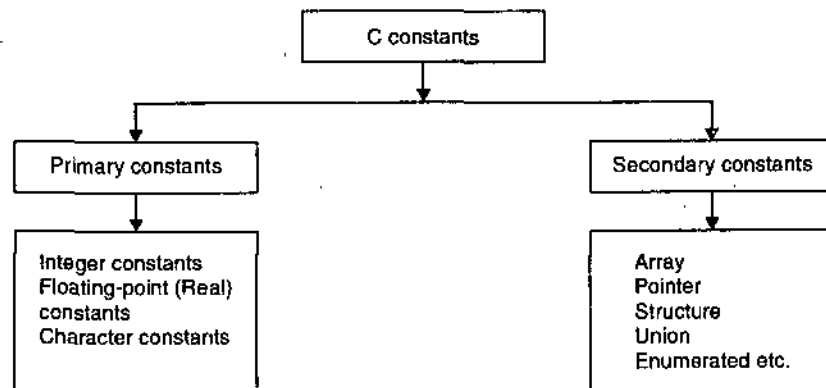 C constants
Primary constants
Secondary constants
Integer constants
Floating-point (Real)
constants
Character constants
Array
Pointer
Structure
Union
Enumerated etc.